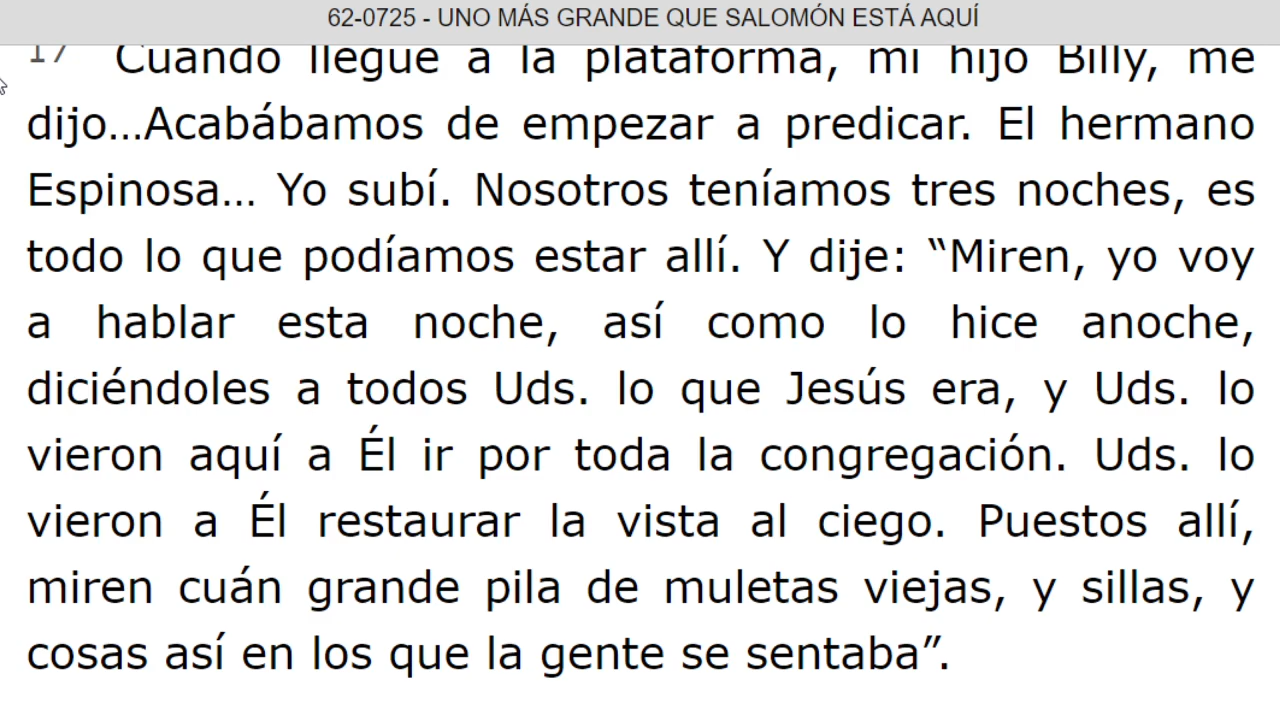 62-0725 - UNO MÁS GRANDE QUE SALOMÓN ESTÁ AQUÍ
17 Cuando llegué a la plataforma, mi hijo Billy, me
dijo...Acabábamos de empezar a predicar. El hermano
Espinosa... Yo subí. Nosotros teníamos tres noches, es
todo lo que podíamos estar allí. Y dije: “Miren, yo voy
a hablar esta noche, así como lo hice anoche,
diciéndoles a todos Uds. lo que Jesús era, y Uds. lo
vieron aquí a Él ir por toda la congregación. Uds. lo
vieron a Él restaurar la vista al ciego. Puestos allí,
miren cuán grande pila de muletas viejas, y sillas, y
cosas así en los que la gente se sentaba”.